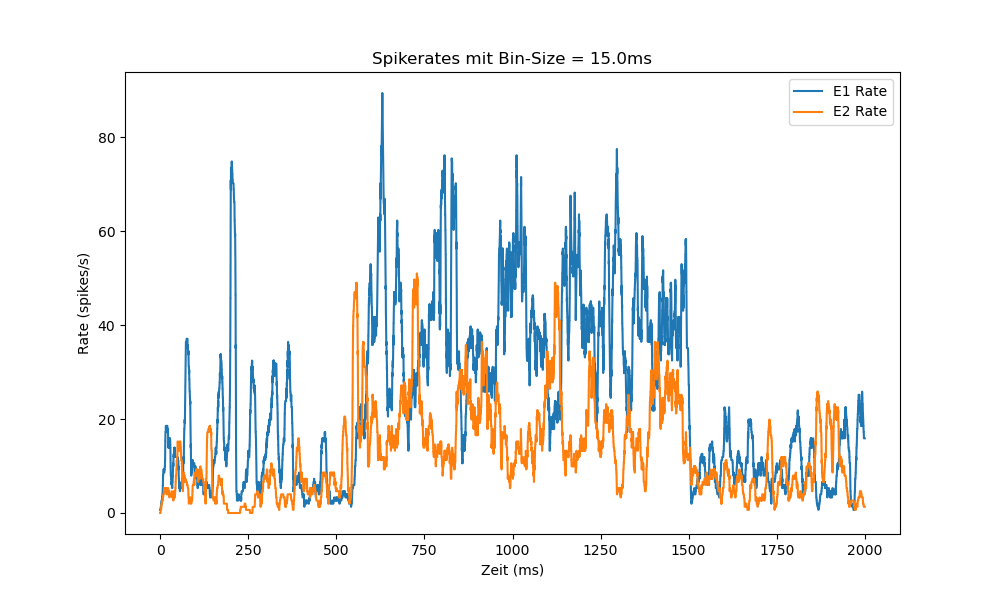 Spikerates mit Bin-Size = 15.0ms
E1 Rate
E2 Rate
Rate (spikes/s)
80
60
40
20
0
0 250 500 750 1000 1250 1500 1750 2000
Zeit (ms)